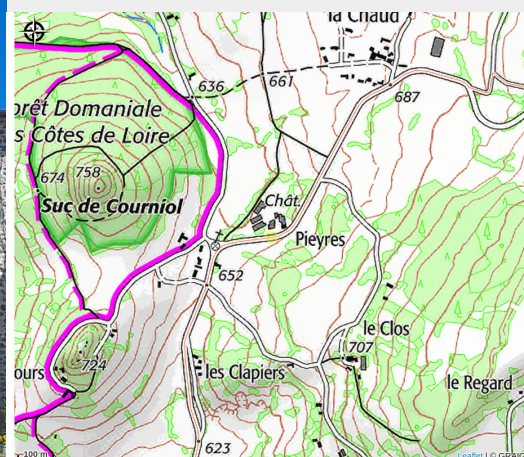 la Chaud
636
661
687
orêt Domaniale
s Côtes de Loire
758
674
Suc de Courniol
Chât.
Pieyres
652
le Clos
707
724
ours
les Clapiers
le Regard
623
100 m
Leaflet | © GRAIG